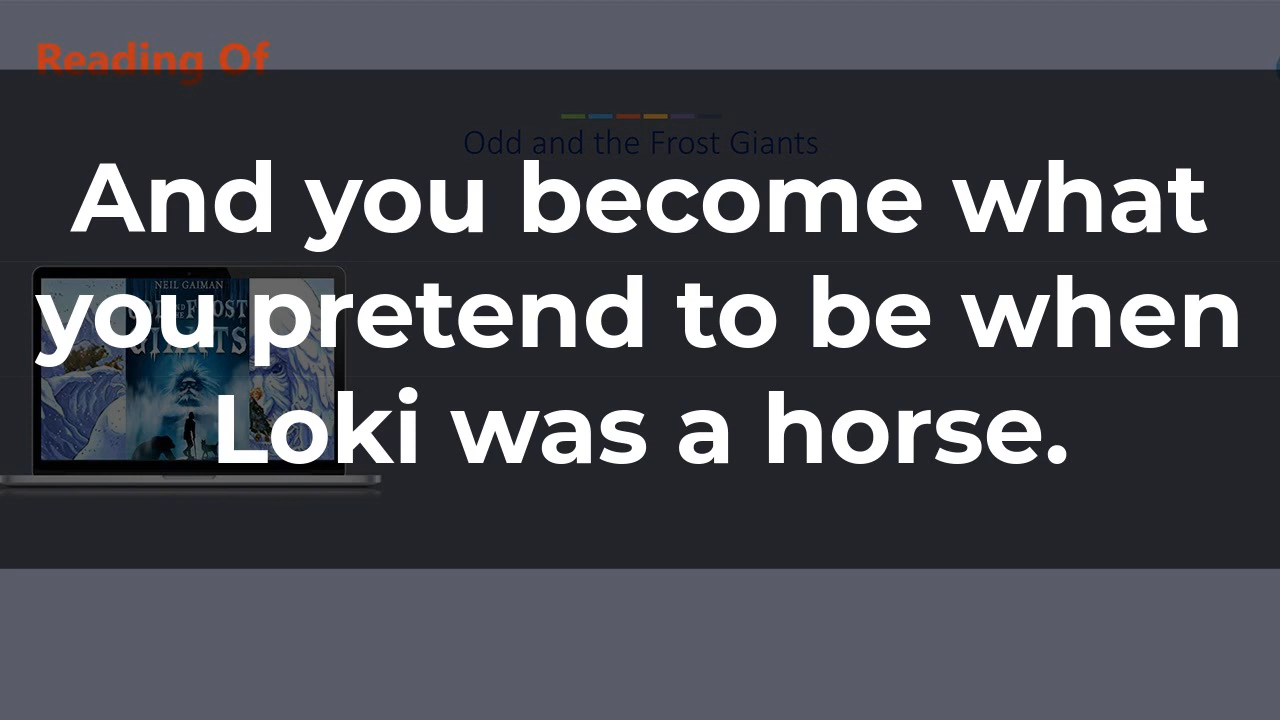 Reading Of
Odd and the Frost Giants
And you become what
you pretend to be when
Loki was a horse.
NEIL GAIMAN
GIANTS